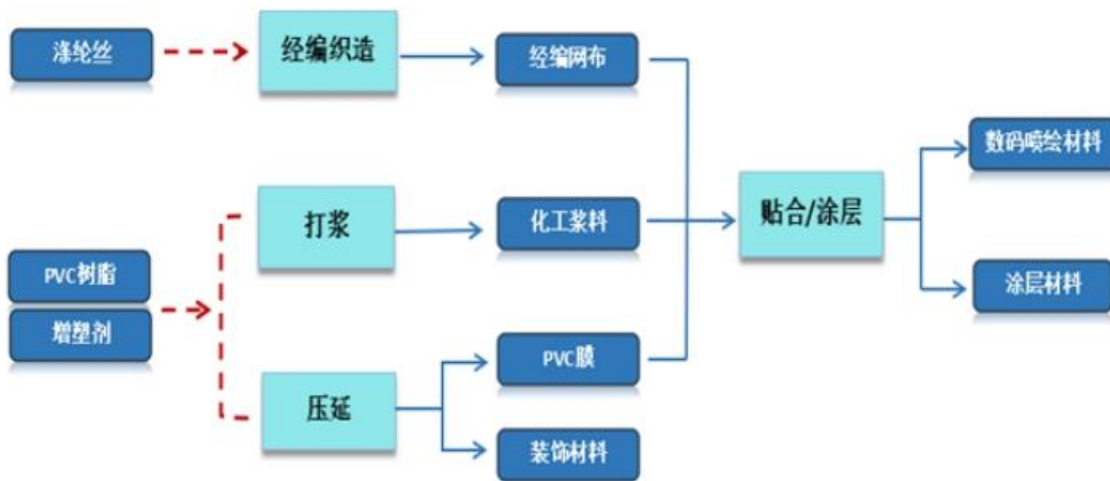 涤纶丝
经编织造
经编网布
数码喷绘材料
打浆
化工浆料
贴合/涂层
PVC树脂
增塑剂
涂层材料
压延
PVC膜
装饰材料